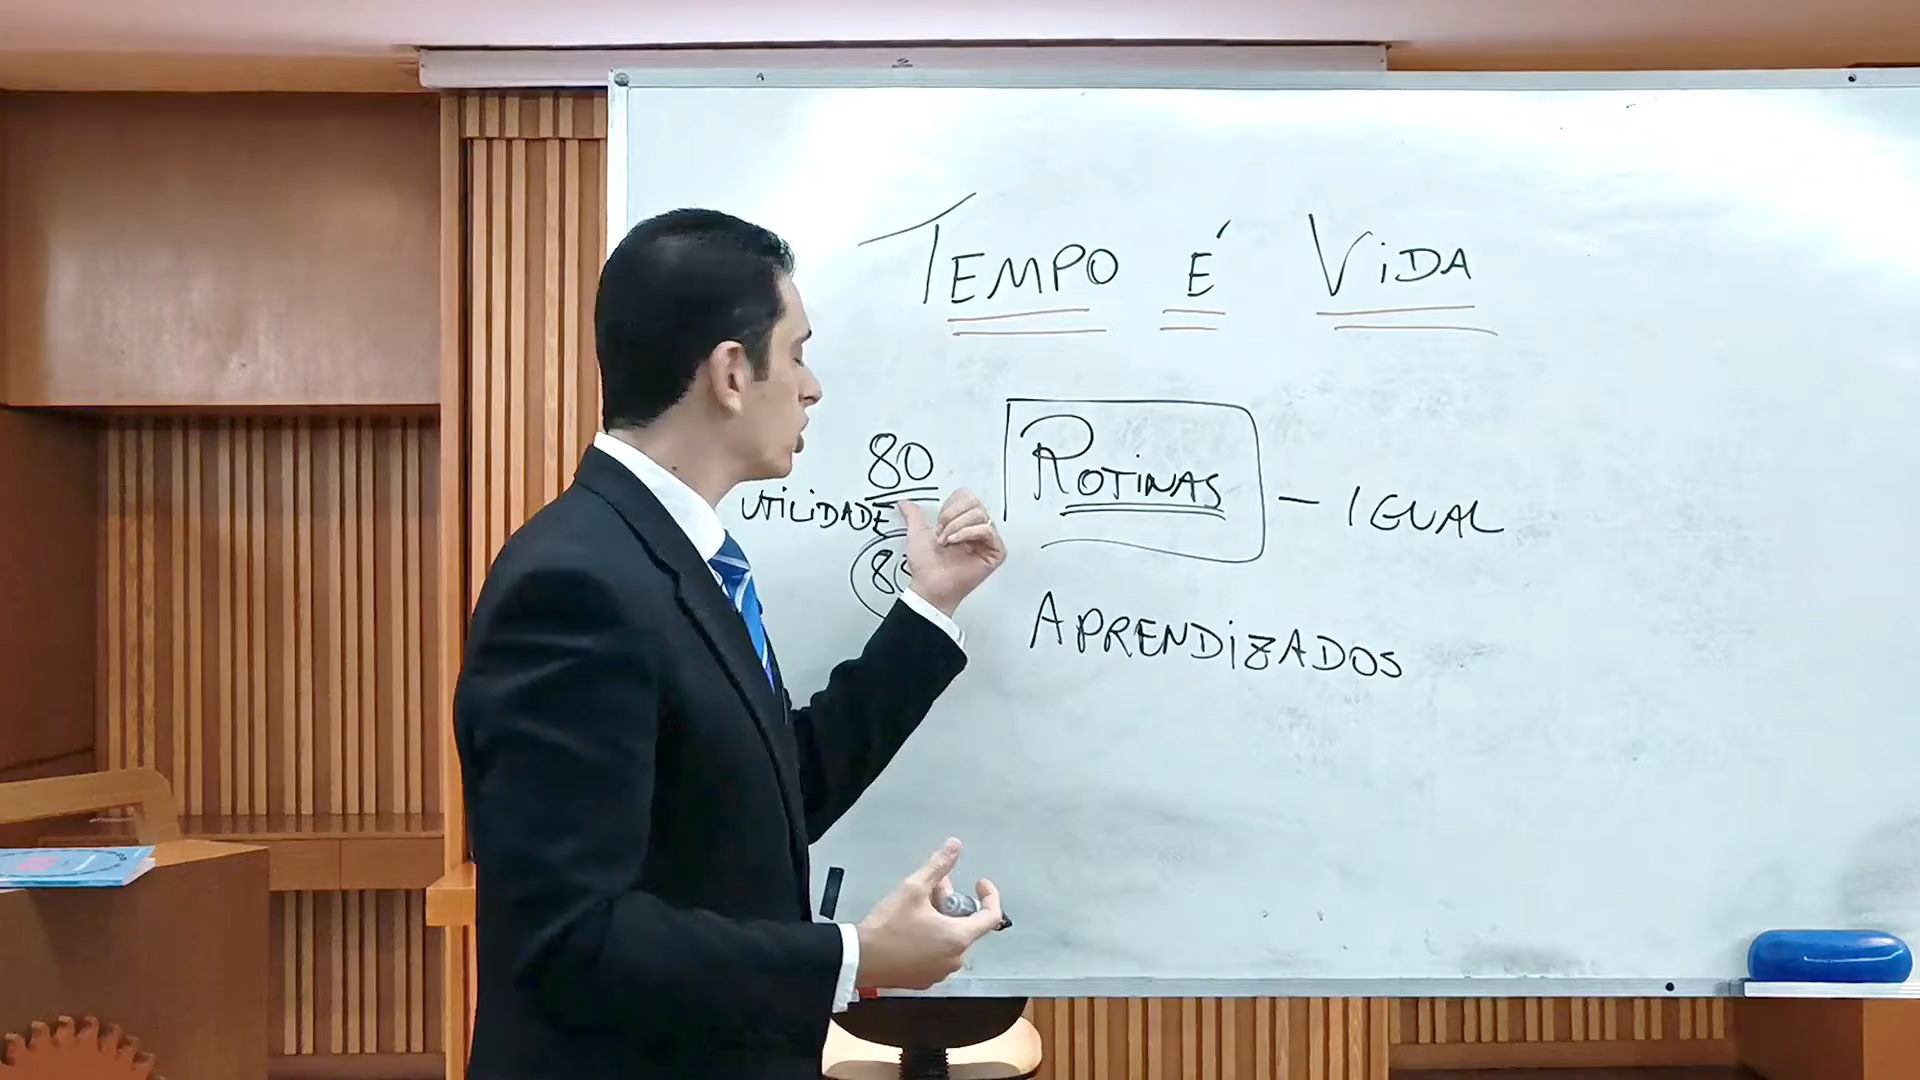 TEMPO É VIDA
80 ROTINAS - IGUAL
UTILIDADE
APRENDIZADOS